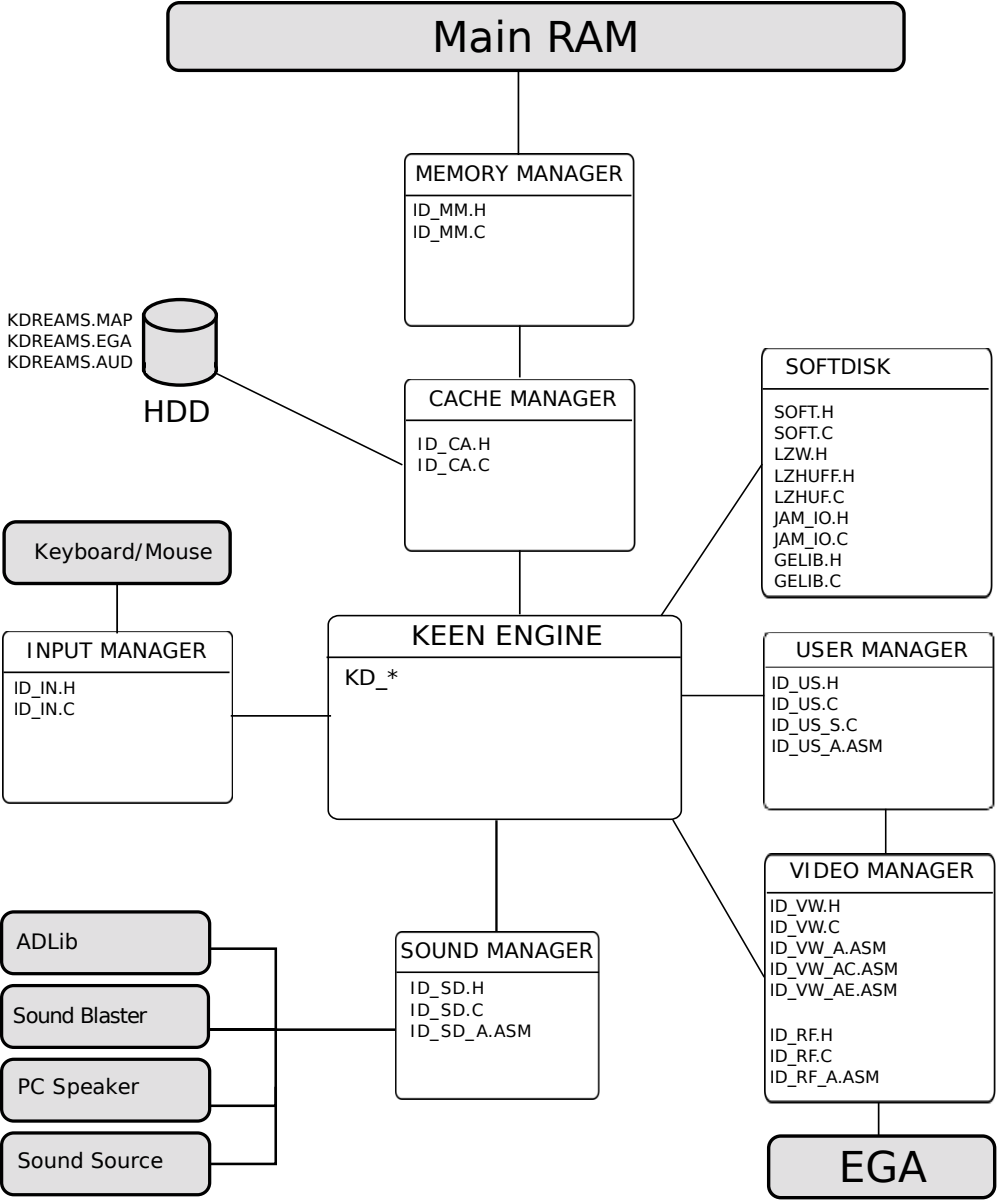 Main RAM
MEMORY MANAGER
ID_MM.H
ID_MM.C
KDREAMS.MAP
KDREAMS.EGA
KDREAMS.AUD
HDD
CACHE MANAGER
ID_CA.H
ID_CA.C
SOFTDISK
SOFT.H
SOFT.C
LZW.H
LZHUFF.H
LZHUF.C
JAM_IO.H
JAM_IO.C
GELIB.H
GELIB.C
Keyboard/Mouse
INPUT MANAGER
ID_IN.H
ID_IN.C
KEEN ENGINE
KD_*
USER MANAGER
ID_US.H
ID_US.C
ID_US_S.C
ID_US_A.ASM
VIDEO MANAGER
ID_VW.H
ID_VW.C
ID_VW_A.ASM
ID_VW_AC.ASM
ID_VW_AE.ASM
ID_RF.H
ID_RF.C
ID_RF_A.ASM
ADLib
Sound Blaster
PC Speaker
Sound Source
SOUND MANAGER
ID_SD.H
ID_SD.C
ID_SD_A.ASM
EGA